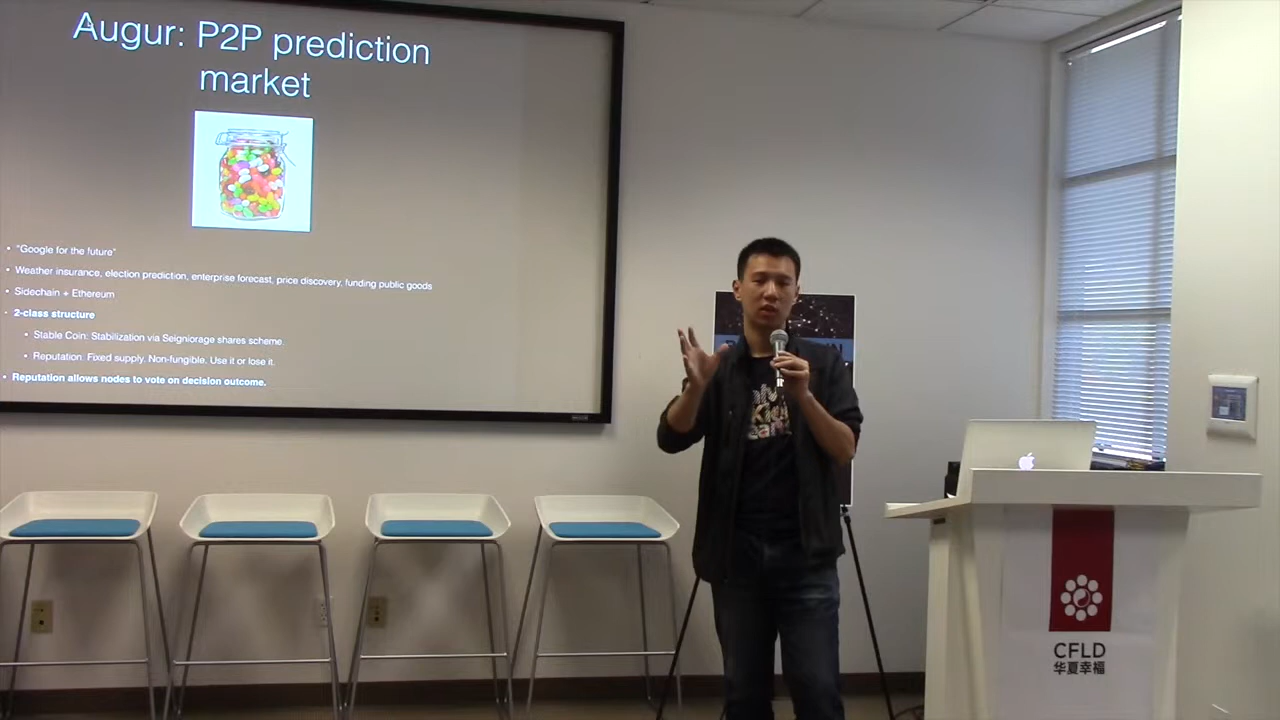 Augur: P2P prediction
market
• "Google for the future"
• Weather insurance, election prediction, enterprise forecast, price discovery, funding public goods
• Sidechain + Ethereum
• 2-class structure
• Stable Coin: Stabilization via Seigniorage shares scheme.
• Reputation: Fixed supply. Non-fungible. Use it or lose it.
• Reputation allows nodes to vote on decision outcome.
CFLD
华夏幸福